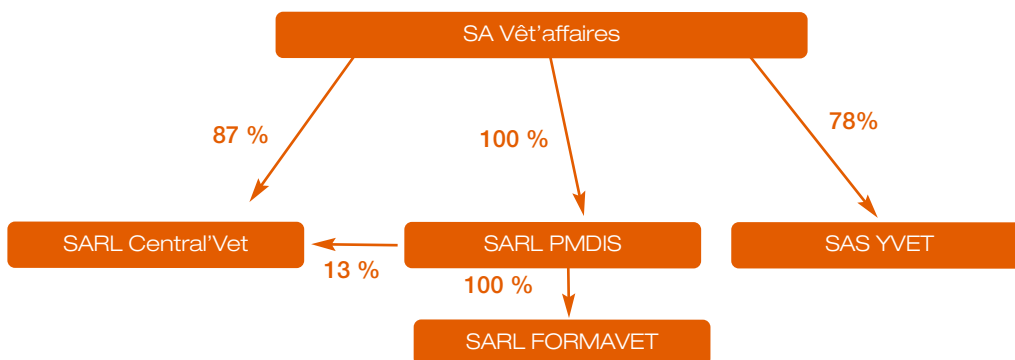 SA Vêt'affaires
87 %
100 %
78%
SARL Central'Vet
SARL PMDIS
SAS YVET
13 %
100 %
SARL FORMAVET